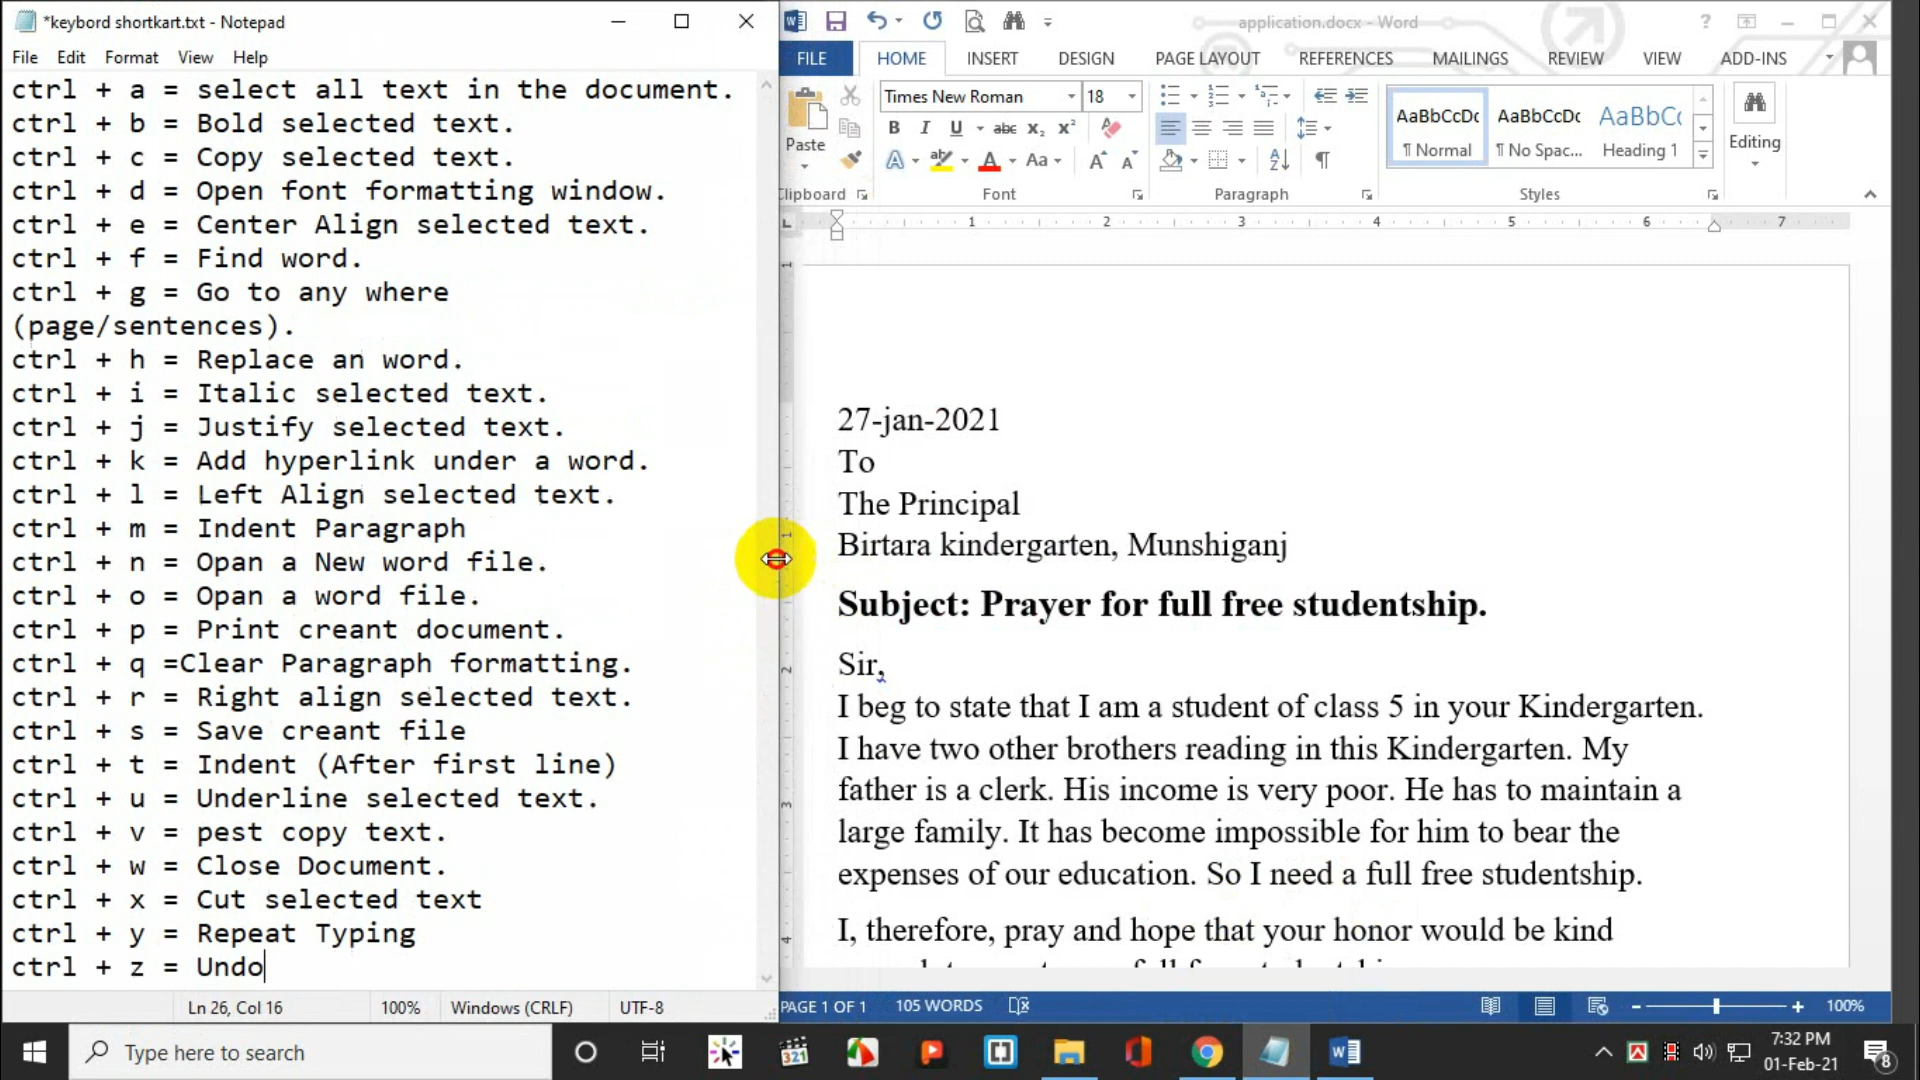 *keybord shortkart.txt - Notepad
File Edit Format View Help
ctrl + a = select all text in the document.
ctrl + b = Bold selected text.
ctrl + c = Copy selected text.
ctrl + d = Open font formatting window.
ctrl + e = Center Align selected text.
ctrl + f = Find word.
ctrl + g = Go to any where
(page/sentences).
ctrl + h = Replace an word.
ctrl + i = Italic selected text.
ctrl + j = Justify selected text.
ctrl + k = Add hyperlink under a word.
ctrl + l = Left Align selected text.
ctrl + m = Indent Paragraph
ctrl + n = Opan a New word file.
ctrl + o = Opan a word file.
ctrl + p = Print creant document.
ctrl + q =Clear Paragraph formatting.
ctrl + r = Right align selected text.
ctrl + s = Save creant file
ctrl + t = Indent (After first line)
ctrl + u = Underline selected text.
ctrl + v = pest copy text.
ctrl + w = Close Document.
ctrl + x = Cut selected text
ctrl + y = Repeat Typing
ctrl + z = Undo
Ln 26, Col 16 100% Windows (CRLF) UTF-8
application.docx - Word
FILE HOME INSERT DESIGN PAGE LAYOUT REFERENCES MAILINGS REVIEW VIEW ADD-INS
Times New Roman 18
AaBbCcDc AaBbCcDc AaBbC
Paste
¶ Normal ¶ No Spac... Heading 1
Editing
Clipboard Font Paragraph Styles
1 2 3 4 5 6 7
27-jan-2021
To
The Principal
Birtara kindergarten, Munshiganj
Subject: Prayer for full free studentship.
Sir,
I beg to state that I am a student of class 5 in your Kindergarten.
I have two other brothers reading in this Kindergarten. My
father is a clerk. His income is very poor. He has to maintain a
large family. It has become impossible for him to bear the
expenses of our education. So I need a full free studentship.
I, therefore, pray and hope that your honor would be kind
PAGE 1 OF 1 105 WORDS 100%
Type here to search
321
7:32 PM
01-Feb-21
8